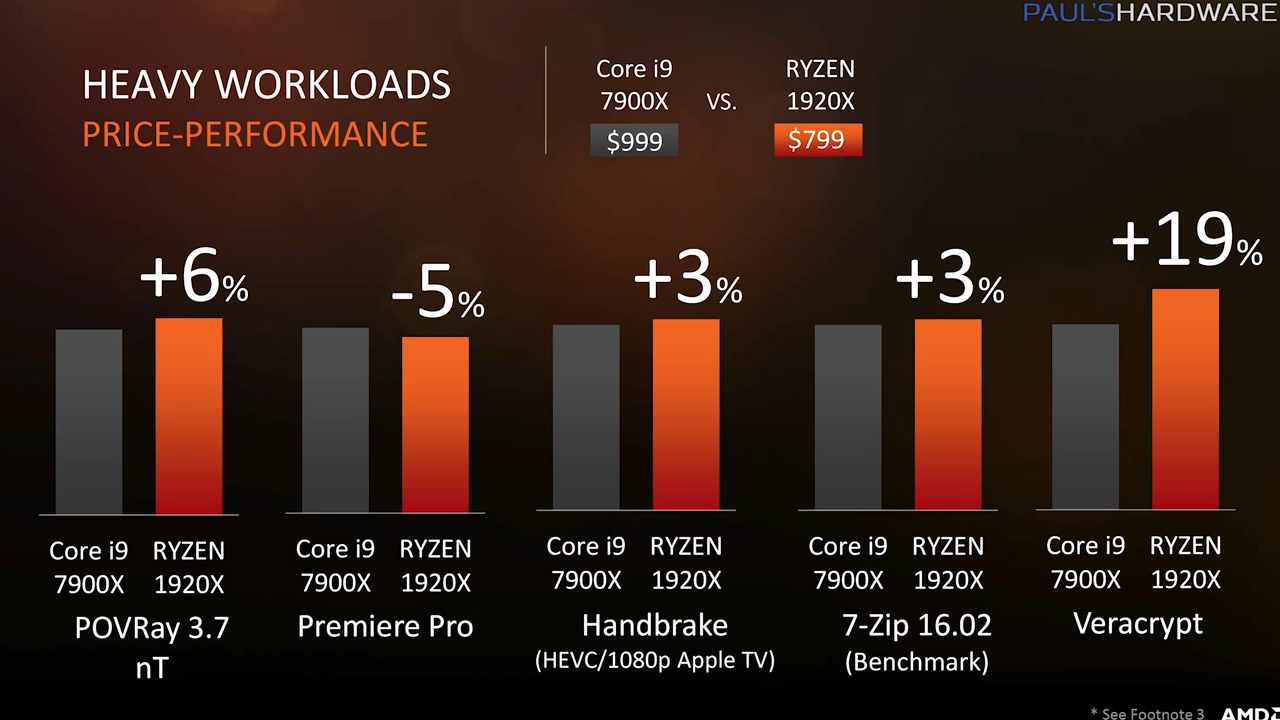 PAUL'SHARDWARE
HEAVY WORKLOADS
PRICE-PERFORMANCE
Core i9
7900X
$999
VS.
RYZEN
1920X
$799
+6%
-5%
+3%
+3%
+19%
Core i9
7900X
RYZEN
1920X
POVRay 3.7
nT
Core i9
7900X
RYZEN
1920X
Premiere Pro
Core i9
7900X
RYZEN
1920X
Handbrake
(HEVC/1080p Apple TV)
Core i9
7900X
RYZEN
1920X
7-Zip 16.02
(Benchmark)
Core i9
7900X
RYZEN
1920X
Veracrypt
* See Footnote 3
AMD